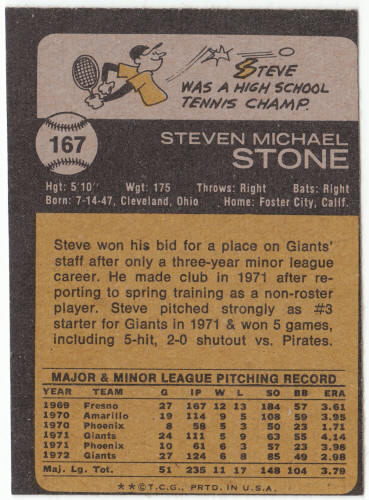 STEVE
WAS A HIGH SCHOOL
TENNIS CHAMP.
167
STEVEN MICHAEL
STONE
Hgt: 5'10" Wgt: 175 Throws: Right Bats: Right
Born: 7-14-47, Cleveland, Ohio Home: Foster City, Calif.
Steve won his bid for a place on Giants'
staff after only a three-year minor league
career. He made club in 1971 after re-
porting to spring training as a non-roster
player. Steve pitched strongly as #3
starter for Giants in 1971 & won 5 games,
including 5-hit, 2-0 shutout vs. Pirates.
MAJOR & MINOR LEAGUE PITCHING RECORD
YEAR TEAM G IP W L SO BB ERA
1969 Fresno 27 167 12 13 184 57 3.61
1970 Amarillo 19 114 9 5 108 59 3.95
1970 Phoenix 8 58 5 3 50 23 1.71
1971 Giants 24 111 5 9 63 55 4.14
1971 Phoenix 10 61 6 3 57 23 3.98
1972 Giants 27 124 6 8 85 49 2.98
Maj. Lg. Tot. 51 235 11 17 148 104 3.79
**©T.C.G., PRTD. IN U.S.A.